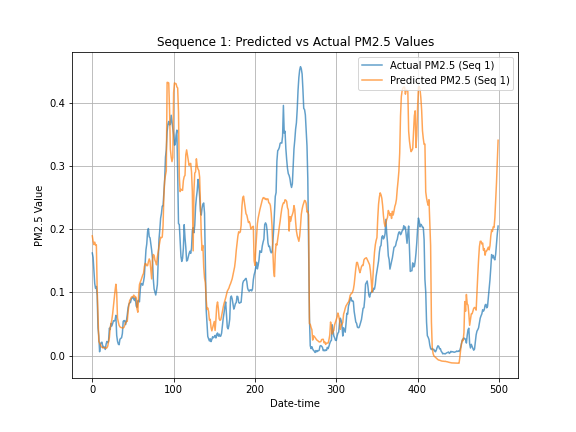 Sequence 1: Predicted vs Actual PM2.5 Values
Actual PM2.5 (Seq 1)
Predicted PM2.5 (Seq 1)
PM2.5 Value
0.4
0.3
0.2
0.1
0.0
0
100
200
300
400
500
Date-time